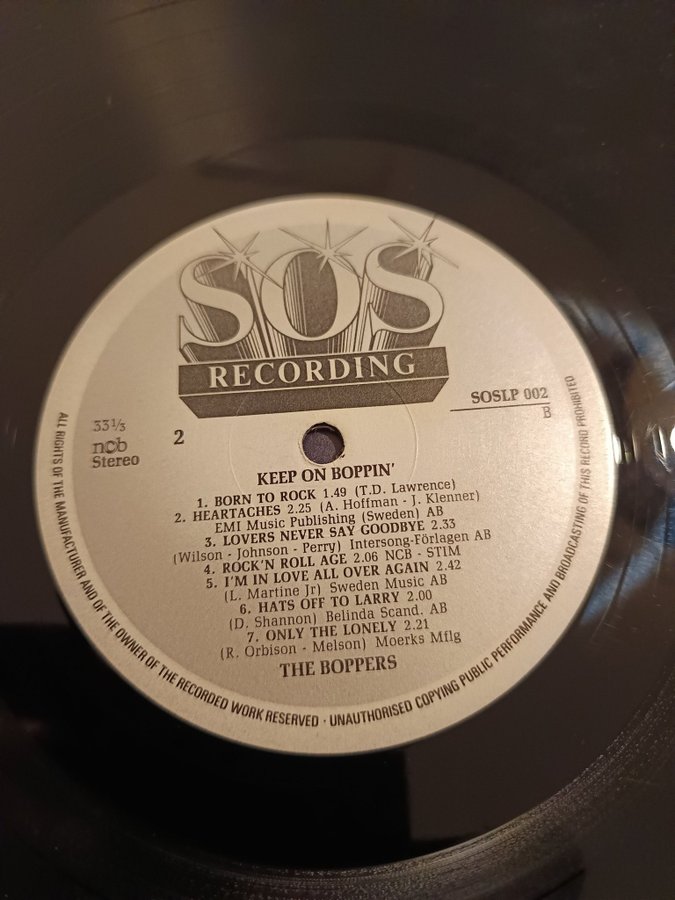 SOS
RECORDING
SOSLP 002
B
33⅓
ncb
Stereo
2
KEEP ON BOPPIN'
1. BORN TO ROCK 1.49 (T.D. Lawrence)
2. HEARTACHES 2.25 (A. Hoffman - J. Klenner)
EMI Music Publishing (Sweden) AB
3. LOVERS NEVER SAY GOODBYE 2.33
(Wilson - Johnson - Perry) Intersong-Förlagen AB
4. ROCK'N ROLL AGE 2.06 NCB - STIM
5. I'M IN LOVE ALL OVER AGAIN 2.42
(L. Martine Jr) Sweden Music AB
6. HATS OFF TO LARRY 2.00
(D. Shannon) Belinda Scand. AB
7. ONLY THE LONELY 2.21
(R. Orbison - Melson) Moerks Mflg
THE BOPPERS
ALL RIGHTS OF THE MANUFACTURER AND OF THE OWNER OF THE RECORDED WORK RESERVED · UNAUTHORISED COPYING PUBLIC PERFORMANCE AND BROADCASTING OF THIS RECORD PROHIBITED